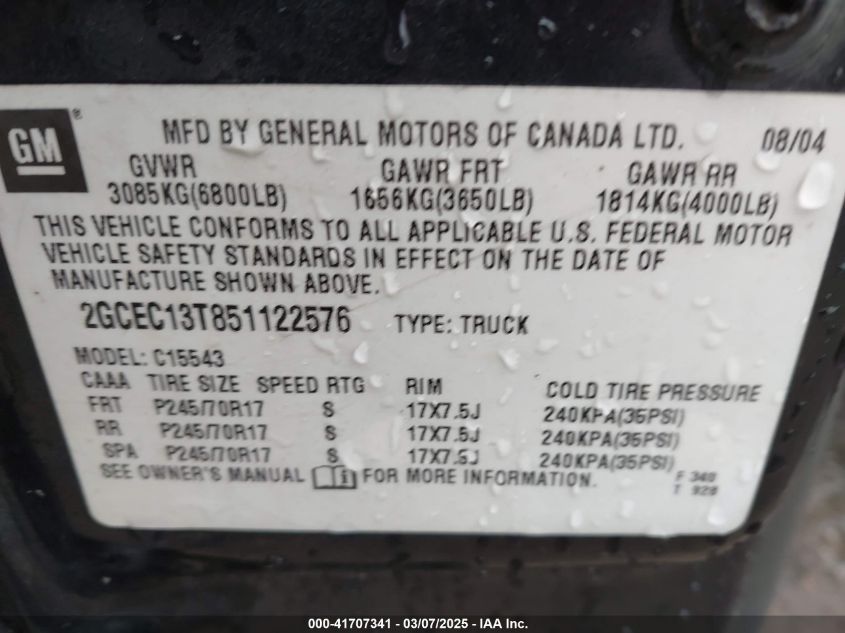 GM ®
MFD BY GENERAL MOTORS OF CANADA LTD. 08/04
GVWR GAWR FRT GAWR RR
3085KG(6800LB) 1656KG(3650LB) 1814KG(4000LB)
THIS VEHICLE CONFORMS TO ALL APPLICABLE U.S. FEDERAL MOTOR
VEHICLE SAFETY STANDARDS IN EFFECT ON THE DATE OF
MANUFACTURE SHOWN ABOVE.
2GCEC13T851122576 TYPE: TRUCK
MODEL: C15543
CAAA TIRE SIZE SPEED RTG RIM COLD TIRE PRESSURE
FRT P245/70R17 S 17X7.5J 240KPA(35PSI)
RR P245/70R17 S 17X7.5J 240KPA(35PSI)
SPA P245/70R17 S 17X7.5J 240KPA(35PSI)
SEE OWNER'S MANUAL FOR MORE INFORMATION.
F 340
T 920
000-41707341 - 03/07/2025 - IAA Inc.